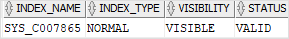 INDEX_NAME INDEX_TYPE VISIBILITY STATUS
SYS_C007865 NORMAL VISIBLE VALID